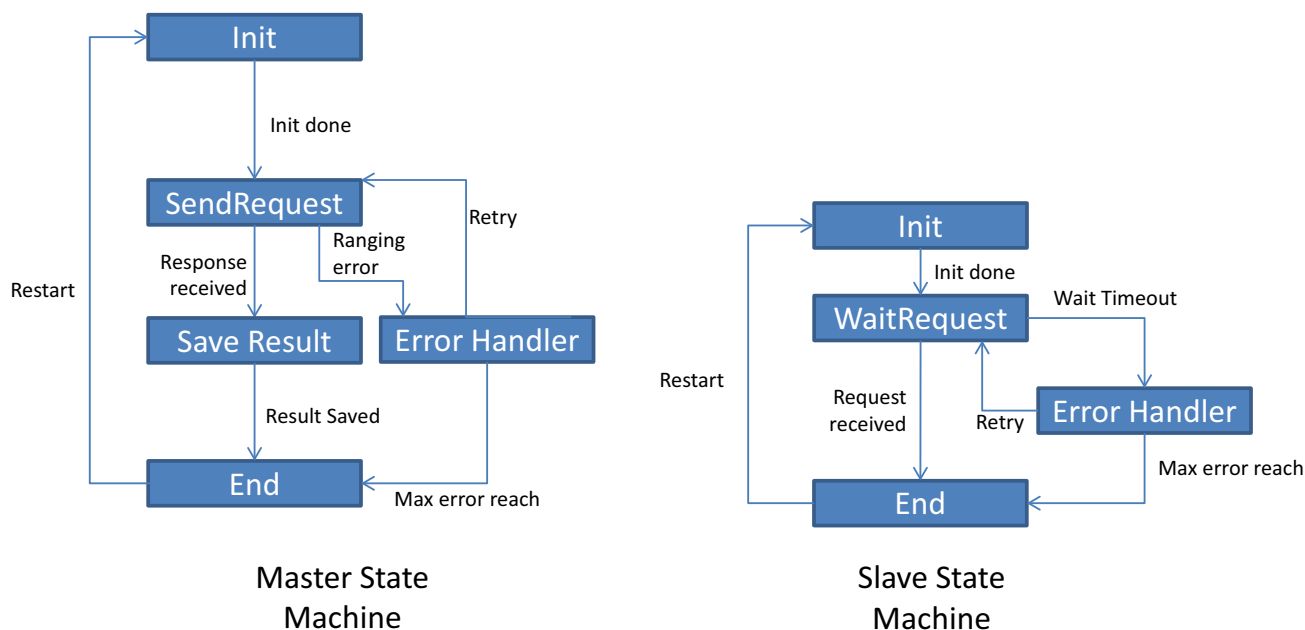 Init
Init done
SendRequest
Retry
Ranging
error
Response
received
Restart
Save Result
Error Handler
Result Saved
End
Max error reach
Master State
Machine
Init
Init done
WaitRequest
Wait Timeout
Restart
Request
received
Retry
Error Handler
Max error reach
End
Slave State
Machine